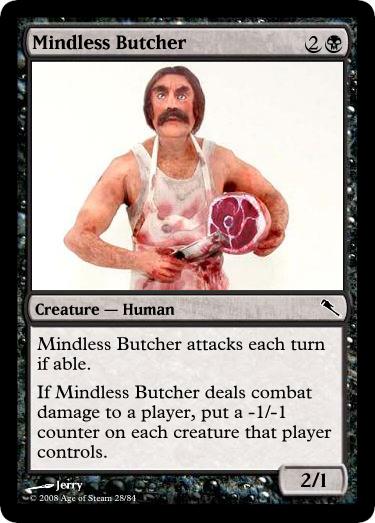 Mindless Butcher 2
Creature — Human
Mindless Butcher attacks each turn
if able.
If Mindless Butcher deals combat
damage to a player, put a -1/-1
counter on each creature that player
controls.
2/1
Jerry
© 2008 Age of Steam 28/84